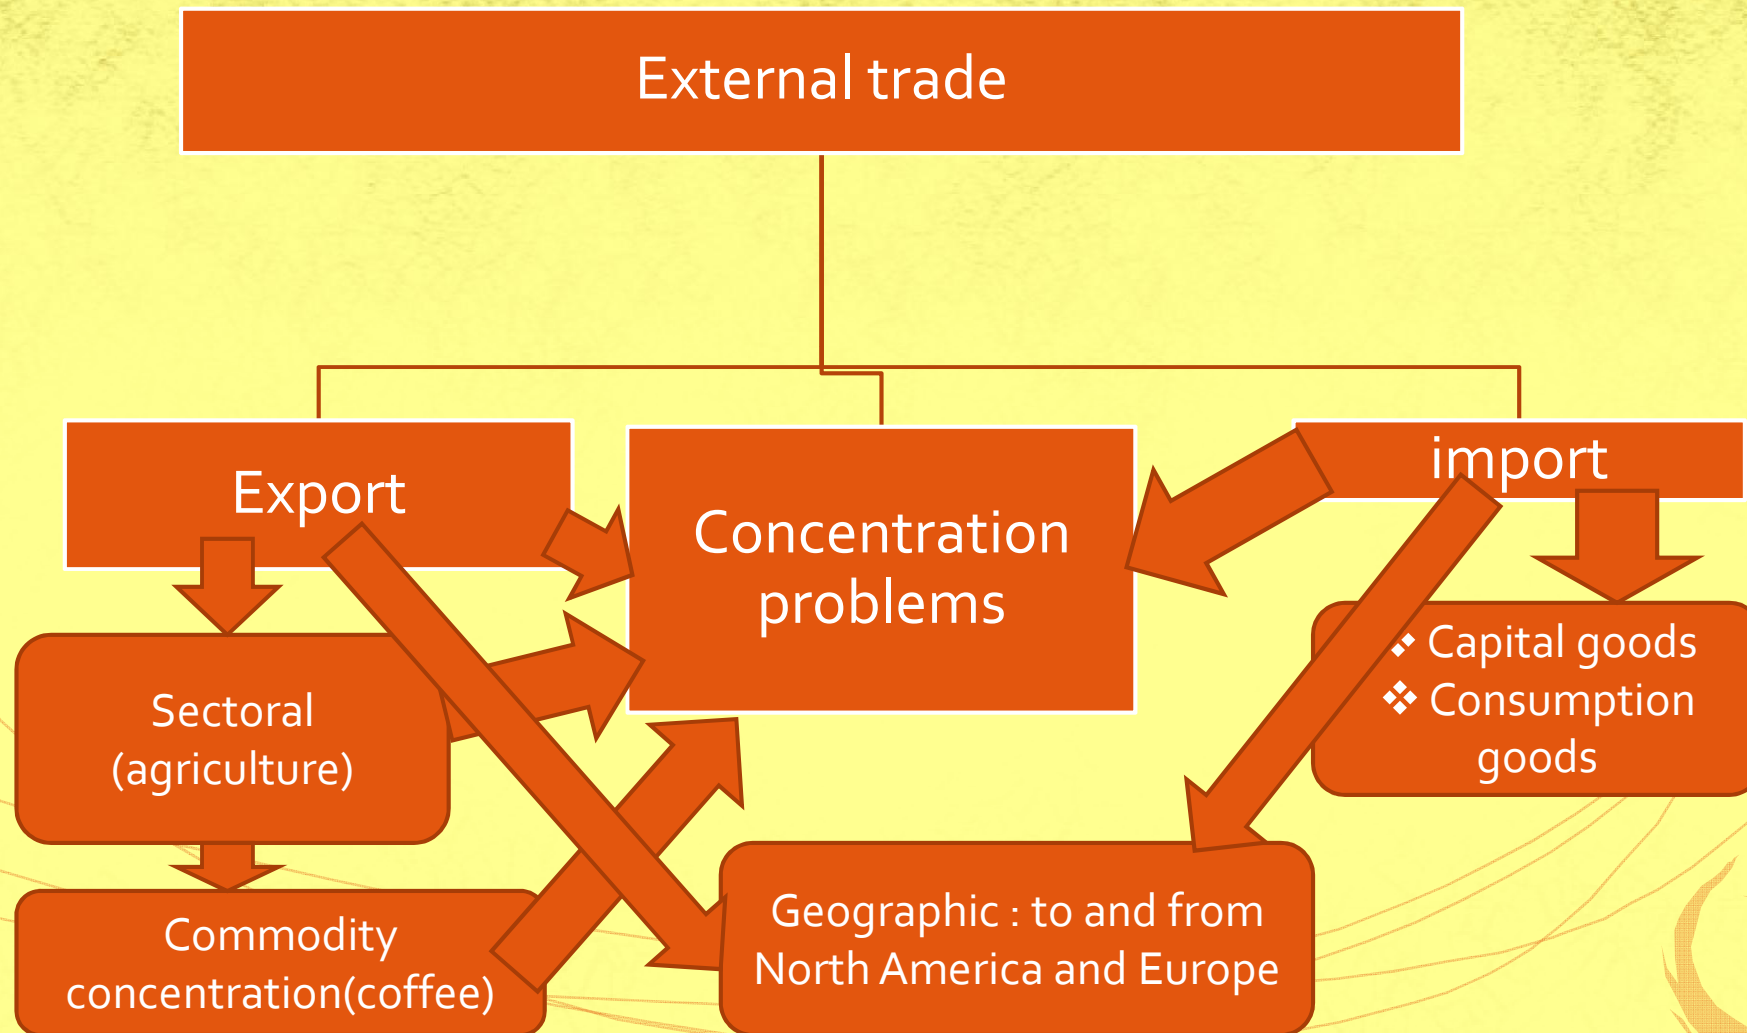 External trade
Export
Concentration
problems
import
Sectoral
(agriculture)
Commodity
concentration(coffee)
Geographic : to and from
North America and Europe
❖ Capital goods
❖ Consumption
goods